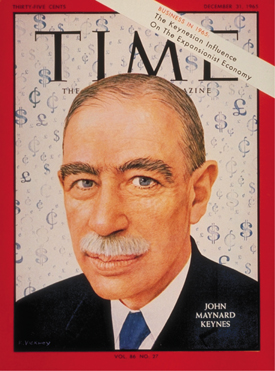 THIRTY-FIVE CENTS
DECEMBER 31 1965
BUSINESS IN 1965:
The Keynesian Influence
On The Expansionist Economy
TIME
THE
MAGAZINE
JOHN
MAYNARD
KEYNES
VOL. 86 NO. 27